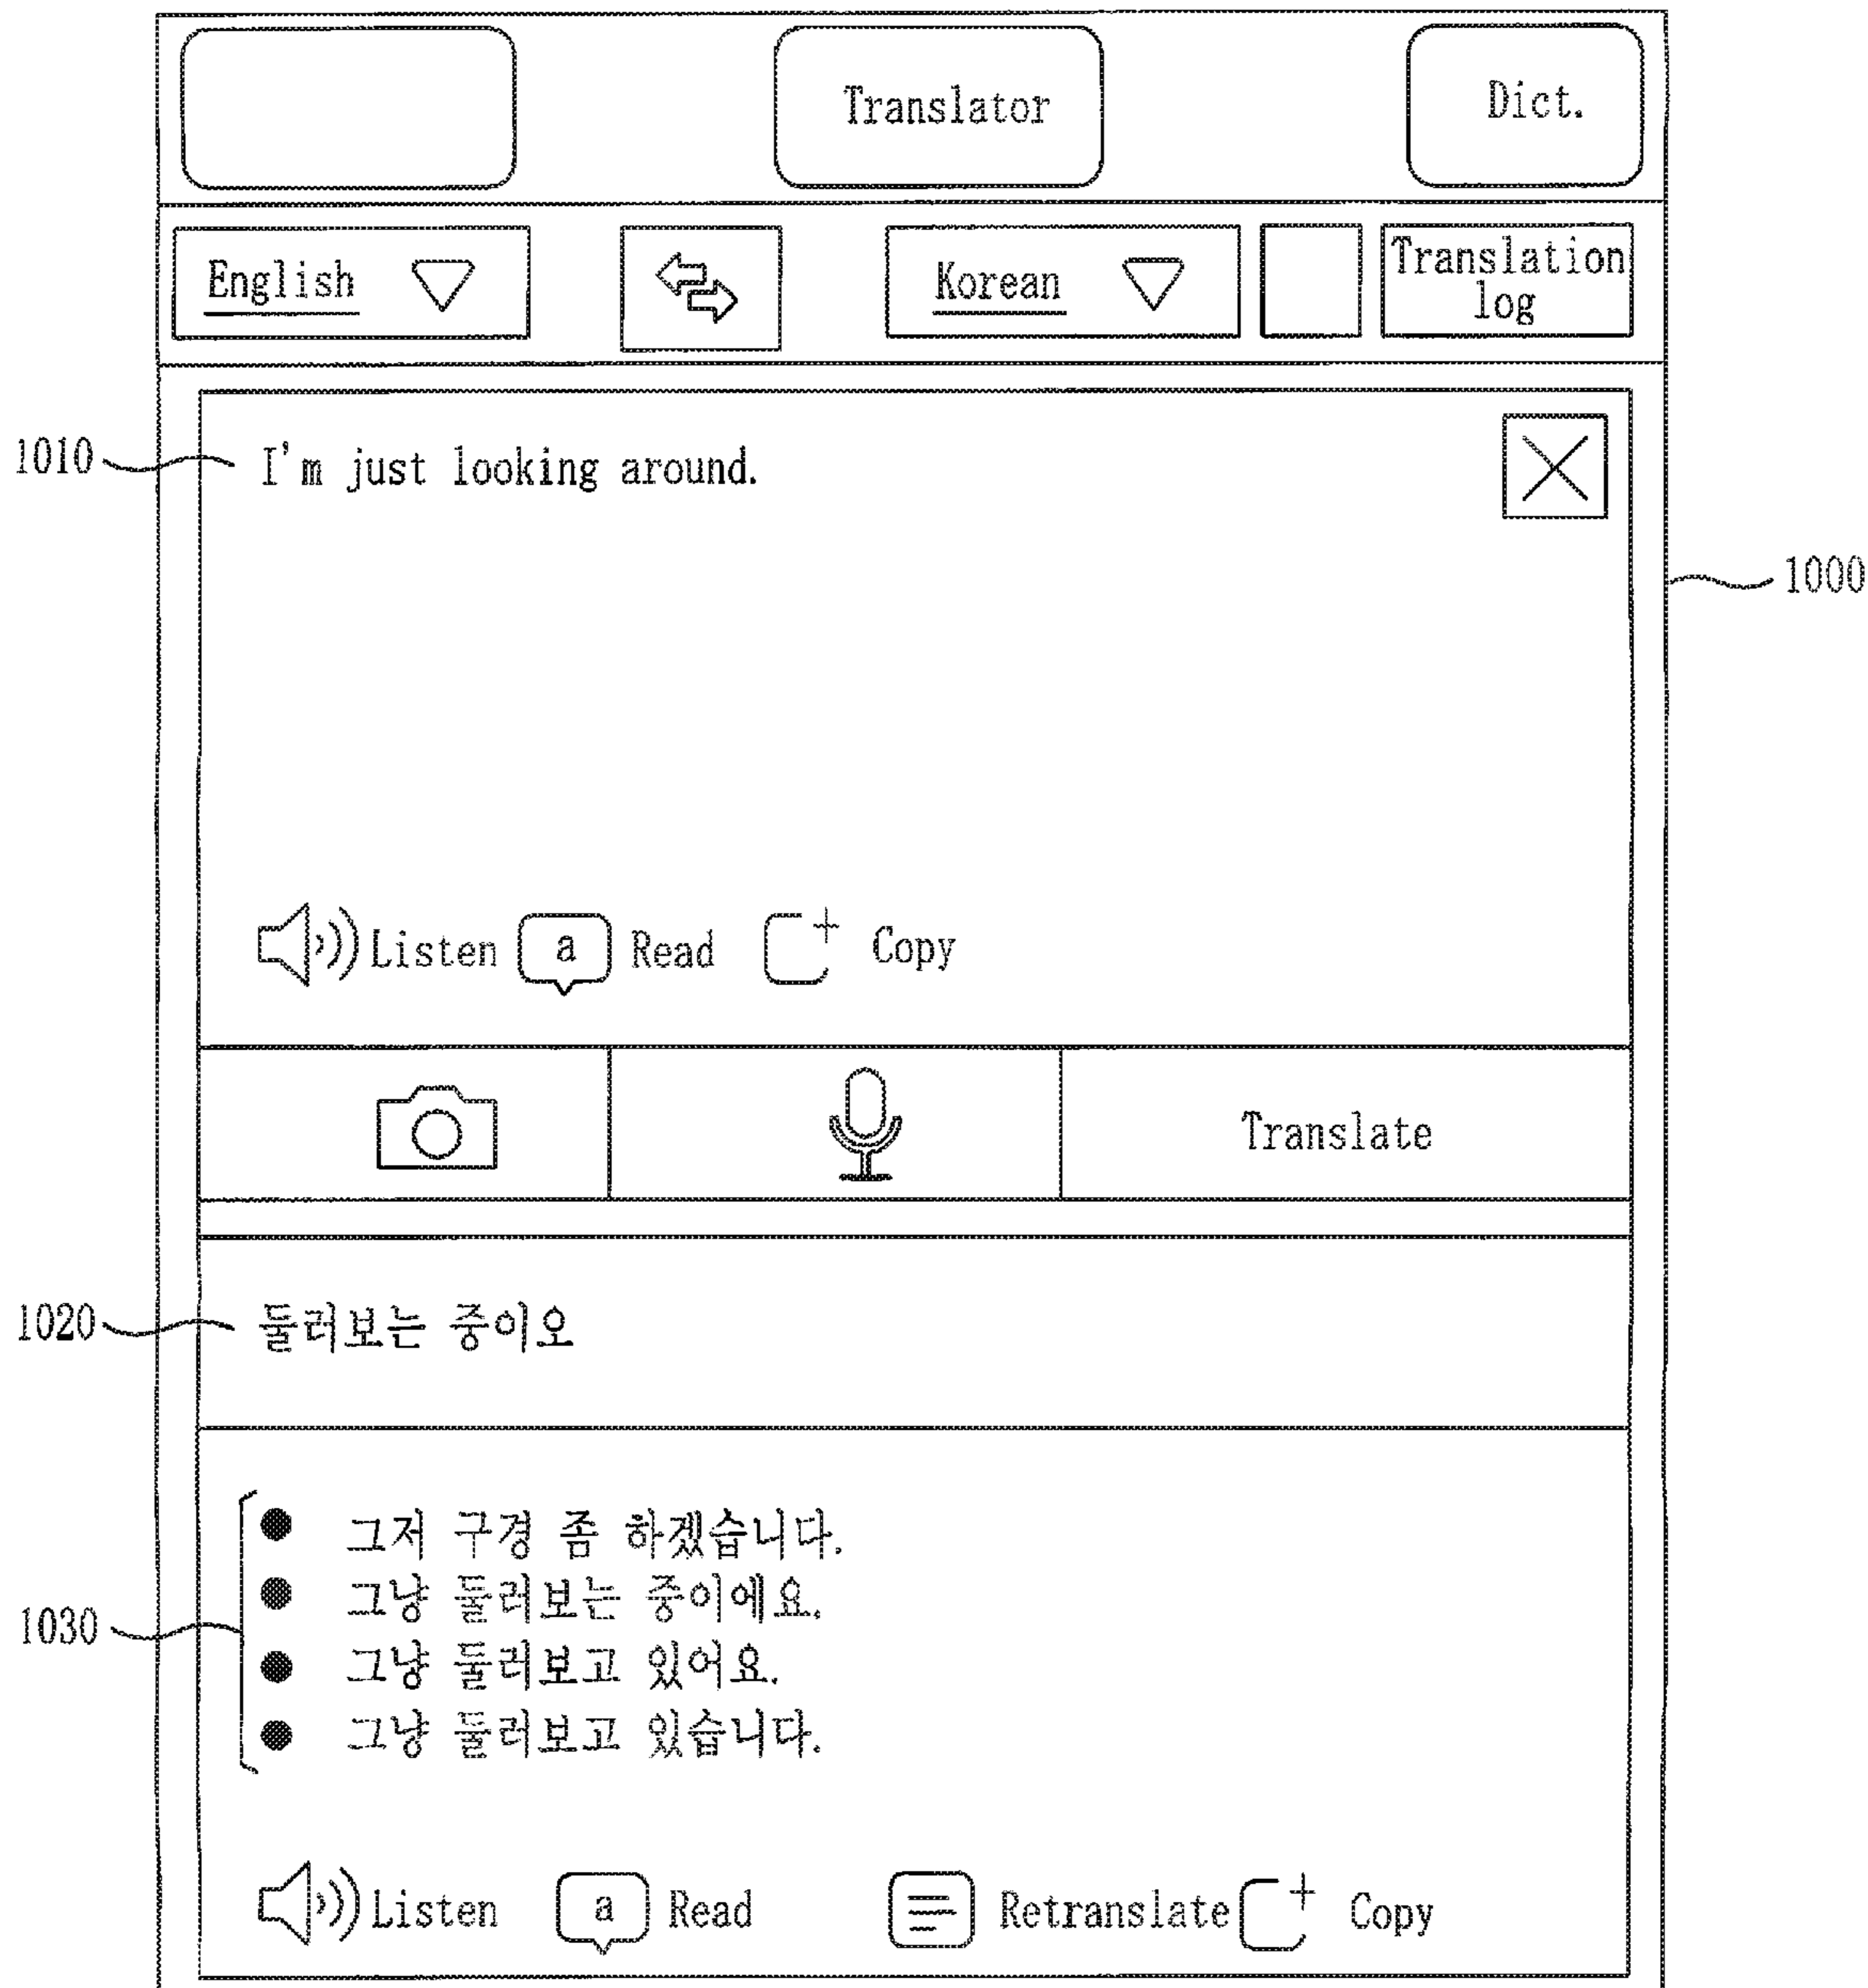 Translator
Dict.
English
Korean
Translation
log
1010
I'm just looking around.
1000
Listen
a
Read
Copy
Translate
1020
둘러보는 중이오
1030
그저 구경 좀 하겠습니다.
그냥 둘러보는 중이에요.
그냥 둘러보고 있어요.
그냥 둘러보고 있습니다.
Listen
a
Read
Retranslate
Copy